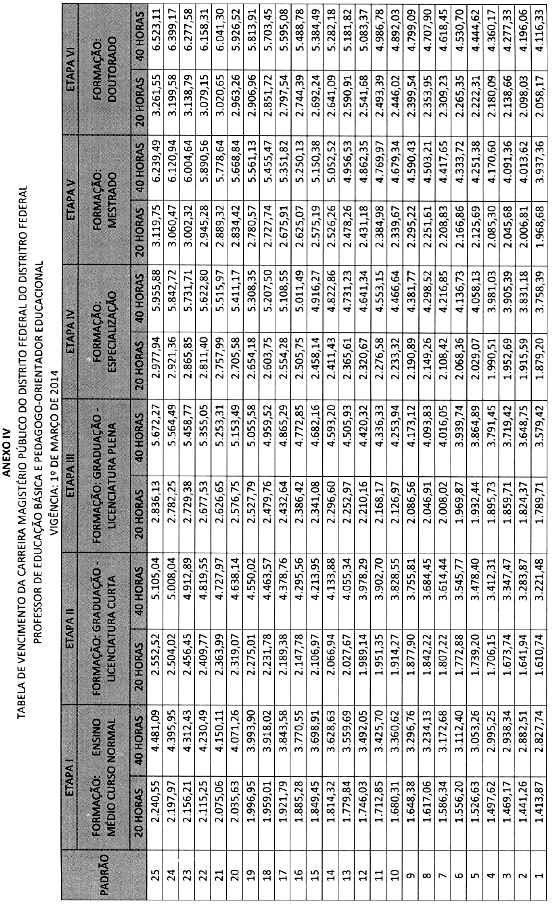 ANEXO IV
TABELA DE VENCIMENTO DA CARREIRA MAGISTÉRIO PÚBLICO DO DISTRITO FEDERAL DO DISTRITRO FEDERAL
PROFESSOR DE EDUCAÇÃO BÁSICA E PEDAGOGO-ORIENTADOR EDUCACIONAL
VIGÊNCIA: 1º DE MARÇO DE 2014
PADRÃO ETAPA I ETAPA II ETAPA III ETAPA IV ETAPA V ETAPA VI
FORMAÇÃO: ENSINO MÉDIO CURSO NORMAL FORMAÇÃO: GRADUAÇÃO - LICENCIATURA CURTA FORMAÇÃO: GRADUAÇÃO - LICENCIATURA PLENA FORMAÇÃO: ESPECIALIZAÇÃO FORMAÇÃO: MESTRADO FORMAÇÃO: DOUTORADO
20 HORAS 40 HORAS 20 HORAS 40 HORAS 20 HORAS 40 HORAS 20 HORAS 40 HORAS 20 HORAS 40 HORAS 20 HORAS 40 HORAS
25 2.240,55 4.481,09 2.552,52 5.105,04 2.836,13 5.672,27 2.977,94 5.955,88 3.119,75 6.239,49 3.261,55 6.523,11
24 2.197,97 4.395,95 2.504,02 5.008,04 2.782,25 5.564,49 2.921,36 5.842,72 3.060,47 6.120,94 3.199,58 6.399,17
23 2.156,21 4.312,43 2.456,45 4.912,89 2.729,38 5.458,77 2.865,85 5.731,71 3.002,32 6.004,64 3.138,79 6.277,58
22 2.115,25 4.230,49 2.409,77 4.819,55 2.677,53 5.355,05 2.811,40 5.622,80 2.945,28 5.890,56 3.079,15 6.158,31
21 2.075,06 4.150,11 2.363,99 4.727,97 2.626,65 5.253,31 2.757,99 5.515,97 2.889,32 5.778,64 3.020,65 6.041,30
20 2.035,63 4.071,26 2.319,07 4.638,14 2.576,75 5.153,49 2.705,58 5.411,17 2.834,42 5.668,84 2.963,26 5.926,52
19 1.996,95 3.993,90 2.275,01 4.550,02 2.527,79 5.055,58 2.654,18 5.308,35 2.780,57 5.561,13 2.906,96 5.813,91
18 1.959,01 3.918,02 2.231,78 4.463,57 2.479,76 4.959,52 2.603,75 5.207,50 2.727,74 5.455,47 2.851,72 5.703,45
17 1.921,79 3.843,58 2.189,38 4.378,76 2.432,64 4.865,29 2.554,28 5.108,55 2.675,91 5.351,82 2.797,54 5.595,08
16 1.885,28 3.770,55 2.147,78 4.295,56 2.386,42 4.772,85 2.505,75 5.011,49 2.625,07 5.250,13 2.744,39 5.488,78
15 1.849,45 3.698,91 2.106,97 4.213,95 2.341,08 4.682,16 2.458,14 4.916,27 2.575,19 5.150,38 2.692,24 5.384,49
14 1.814,32 3.628,63 2.066,94 4.133,88 2.296,60 4.593,20 2.411,43 4.822,86 2.526,26 5.052,52 2.641,09 5.282,18
13 1.779,84 3.559,69 2.027,67 4.055,34 2.252,97 4.505,93 2.365,61 4.731,23 2.478,26 4.956,53 2.590,91 5.181,82
12 1.746,03 3.492,05 1.989,14 3.978,29 2.210,16 4.420,32 2.320,67 4.641,34 2.431,18 4.862,35 2.541,68 5.083,37
11 1.712,85 3.425,70 1.951,35 3.902,70 2.168,17 4.336,33 2.276,58 4.553,15 2.384,98 4.769,97 2.493,39 4.986,78
10 1.680,31 3.360,62 1.914,27 3.828,55 2.126,97 4.253,94 2.233,32 4.466,64 2.339,67 4.679,34 2.446,02 4.892,03
9 1.648,38 3.296,76 1.877,90 3.755,81 2.086,56 4.173,12 2.190,89 4.381,77 2.295,22 4.590,43 2.399,54 4.799,09
8 1.617,06 3.234,13 1.842,22 3.684,45 2.046,91 4.093,83 2.149,26 4.298,52 2.251,61 4.503,21 2.353,95 4.707,90
7 1.586,34 3.172,68 1.807,22 3.614,44 2.008,02 4.016,05 2.108,42 4.216,85 2.208,83 4.417,65 2.309,23 4.618,45
6 1.556,20 3.112,40 1.772,88 3.545,77 1.969,87 3.939,74 2.068,36 4.136,73 2.166,86 4.333,72 2.265,35 4.530,70
5 1.526,63 3.053,26 1.739,20 3.478,40 1.932,44 3.864,89 2.029,07 4.058,13 2.125,69 4.251,38 2.222,31 4.444,62
4 1.497,62 2.995,25 1.706,15 3.412,31 1.895,73 3.791,45 1.990,51 3.981,03 2.085,30 4.170,60 2.180,09 4.360,17
3 1.469,17 2.938,34 1.673,74 3.347,47 1.859,71 3.719,42 1.952,69 3.905,39 2.045,68 4.091,36 2.138,66 4.277,33
2 1.441,26 2.882,51 1.641,94 3.283,87 1.824,37 3.648,75 1.915,59 3.831,18 2.006,81 4.013,62 2.098,03 4.196,06
1 1.413,87 2.827,74 1.610,74 3.221,48 1.789,71 3.579,42 1.879,20 3.758,39 1.968,68 3.937,36 2.058,17 4.116,33